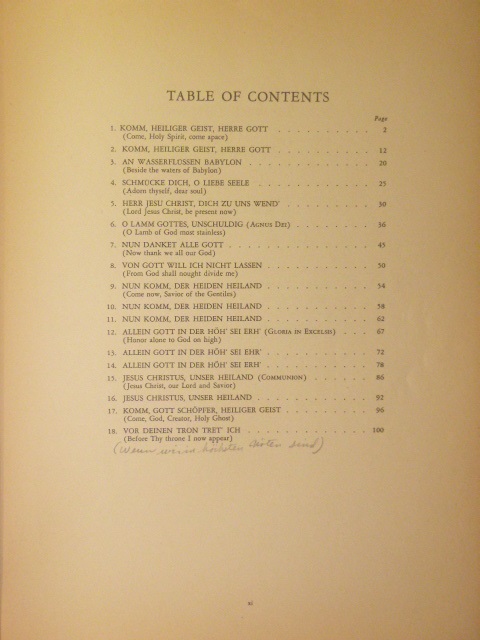 TABLE OF CONTENTS
Page
1. KOMM, HEILIGER GEIST, HERRE GOTT . . . . . . . . . . 2
(Come, Holy Spirit, come apace)
2. KOMM, HEILIGER GEIST, HERRE GOTT . . . . . . . . . . 12
3. AN WASSERFLOSSEN BABYLON . . . . . . . . . . . . . 20
(Beside the waters of Babylon)
4. SCHMÜCKE DICH, O LIEBE SEELE . . . . . . . . . . . . 25
(Adorn thyself, dear soul)
5. HERR JESU CHRIST, DICH ZU UNS WEND' . . . . . . . . . 30
(Lord Jesus Christ, be present now)
6. O LAMM GOTTES, UNSCHULDIG (AGNUS DEI) . . . . . . . . 36
(O Lamb of God most stainless)
7. NUN DANKET ALLE GOTT . . . . . . . . . . . . . . . 45
(Now thank we all our God)
8. VON GOTT WILL ICH NICHT LASSEN . . . . . . . . . . . 50
(From God shall nought divide me)
9. NUN KOMM, DER HEIDEN HEILAND . . . . . . . . . . . 54
(Come now, Savior of the Gentiles)
10. NUN KOMM, DER HEIDEN HEILAND . . . . . . . . . . . 58
11. NUN KOMM, DER HEIDEN HEILAND . . . . . . . . . . . 62
12. ALLEIN GOTT IN DER HÖH' SEI ERH' (GLORIA IN EXCELSIS) . . . 67
(Honor alone to God on high)
13. ALLEIN GOTT IN DER HÖH' SEI EHR' . . . . . . . . . . . 72
14. ALLEIN GOTT IN DER HÖH' SEI ERH' . . . . . . . . . . . 78
15. JESUS CHRISTUS, UNSER HEILAND (COMMUNION) . . . . . . . 86
(Jesus Christ, our Lord and Savior)
16. JESUS CHRISTUS, UNSER HEILAND . . . . . . . . . . . . 92
17. KOMM, GOTT SCHÖPFER, HEILIGER GEIST . . . . . . . . . 96
(Come, God, Creator, Holy Ghost)
18. VOR DEINEN TRON TRET' ICH . . . . . . . . . . . . . 100
(Before Thy throne I now appear)
(Wenn wir in höchsten Nöten sind)
xi